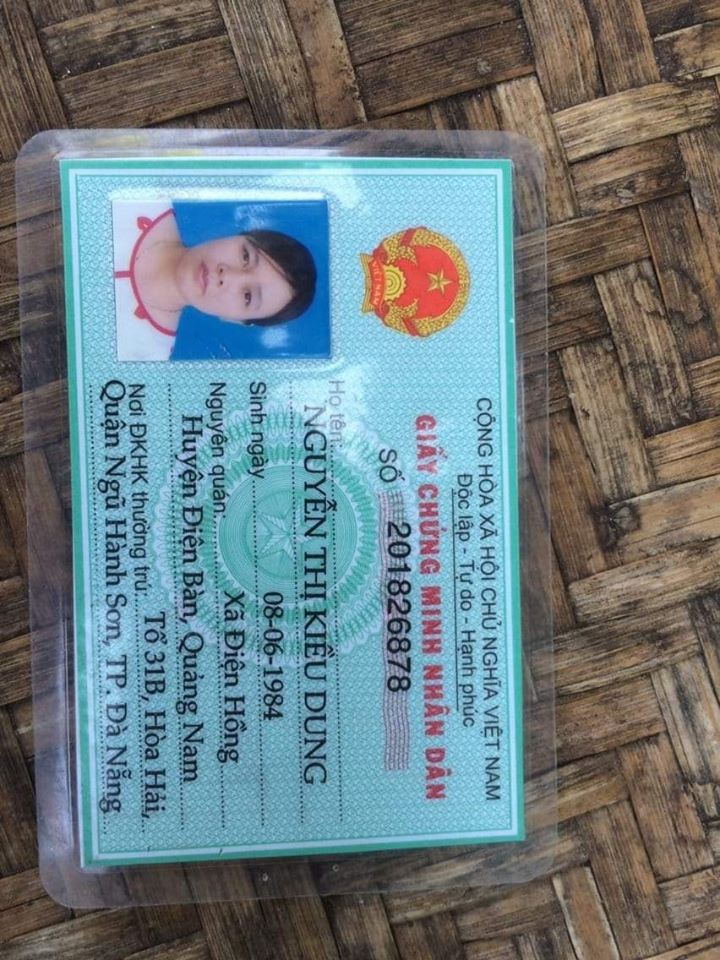 CỘNG HÒA XÃ HỘI CHỦ NGHĨA VIỆT NAM
Độc lập - Tự do - Hạnh phúc
GIẤY CHỨNG MINH NHÂN DÂN
SỐ 201826878
VIỆT NAM
Họ tên:
NGUYỄN THỊ KIỀU DUNG
Sinh ngày 08-06-1984
Nguyên quán: Xã Điện Hồng
Huyện Điện Bàn, Quảng Nam
Nơi ĐKHK thường trú: Tổ 31B, Hòa Hải,
Quận Ngũ Hành Sơn, TP. Đà Nẵng